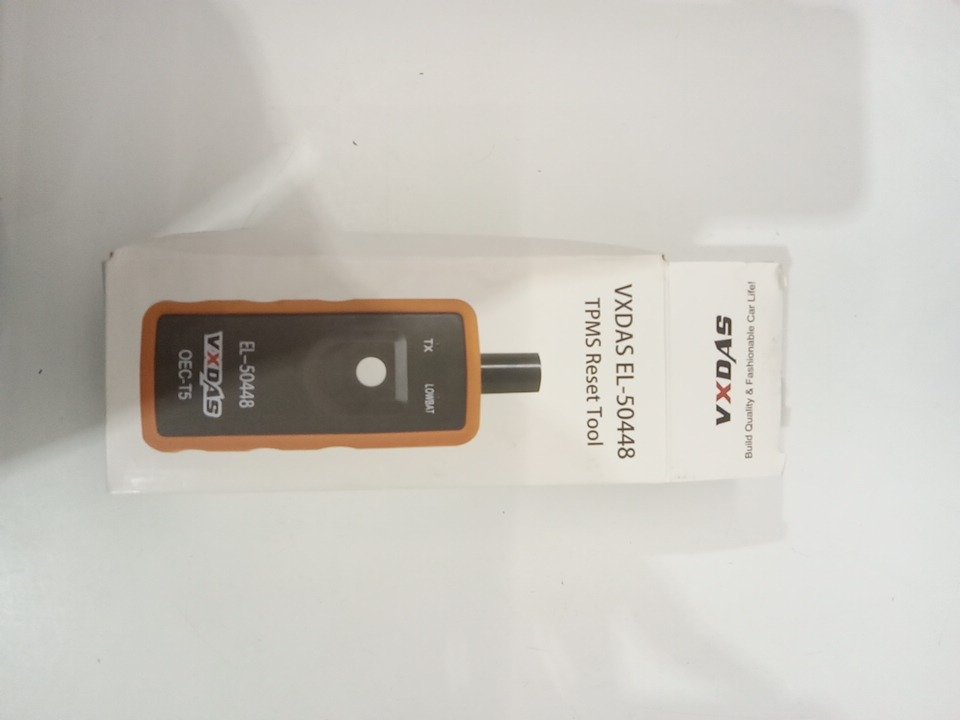 VXDAS
Build Quality & Fashionable Car Life!
VXDAS EL-50448
TPMS Reset Tool
TX
LOWBAT
EL-50448
VXDAS
OEC-T5